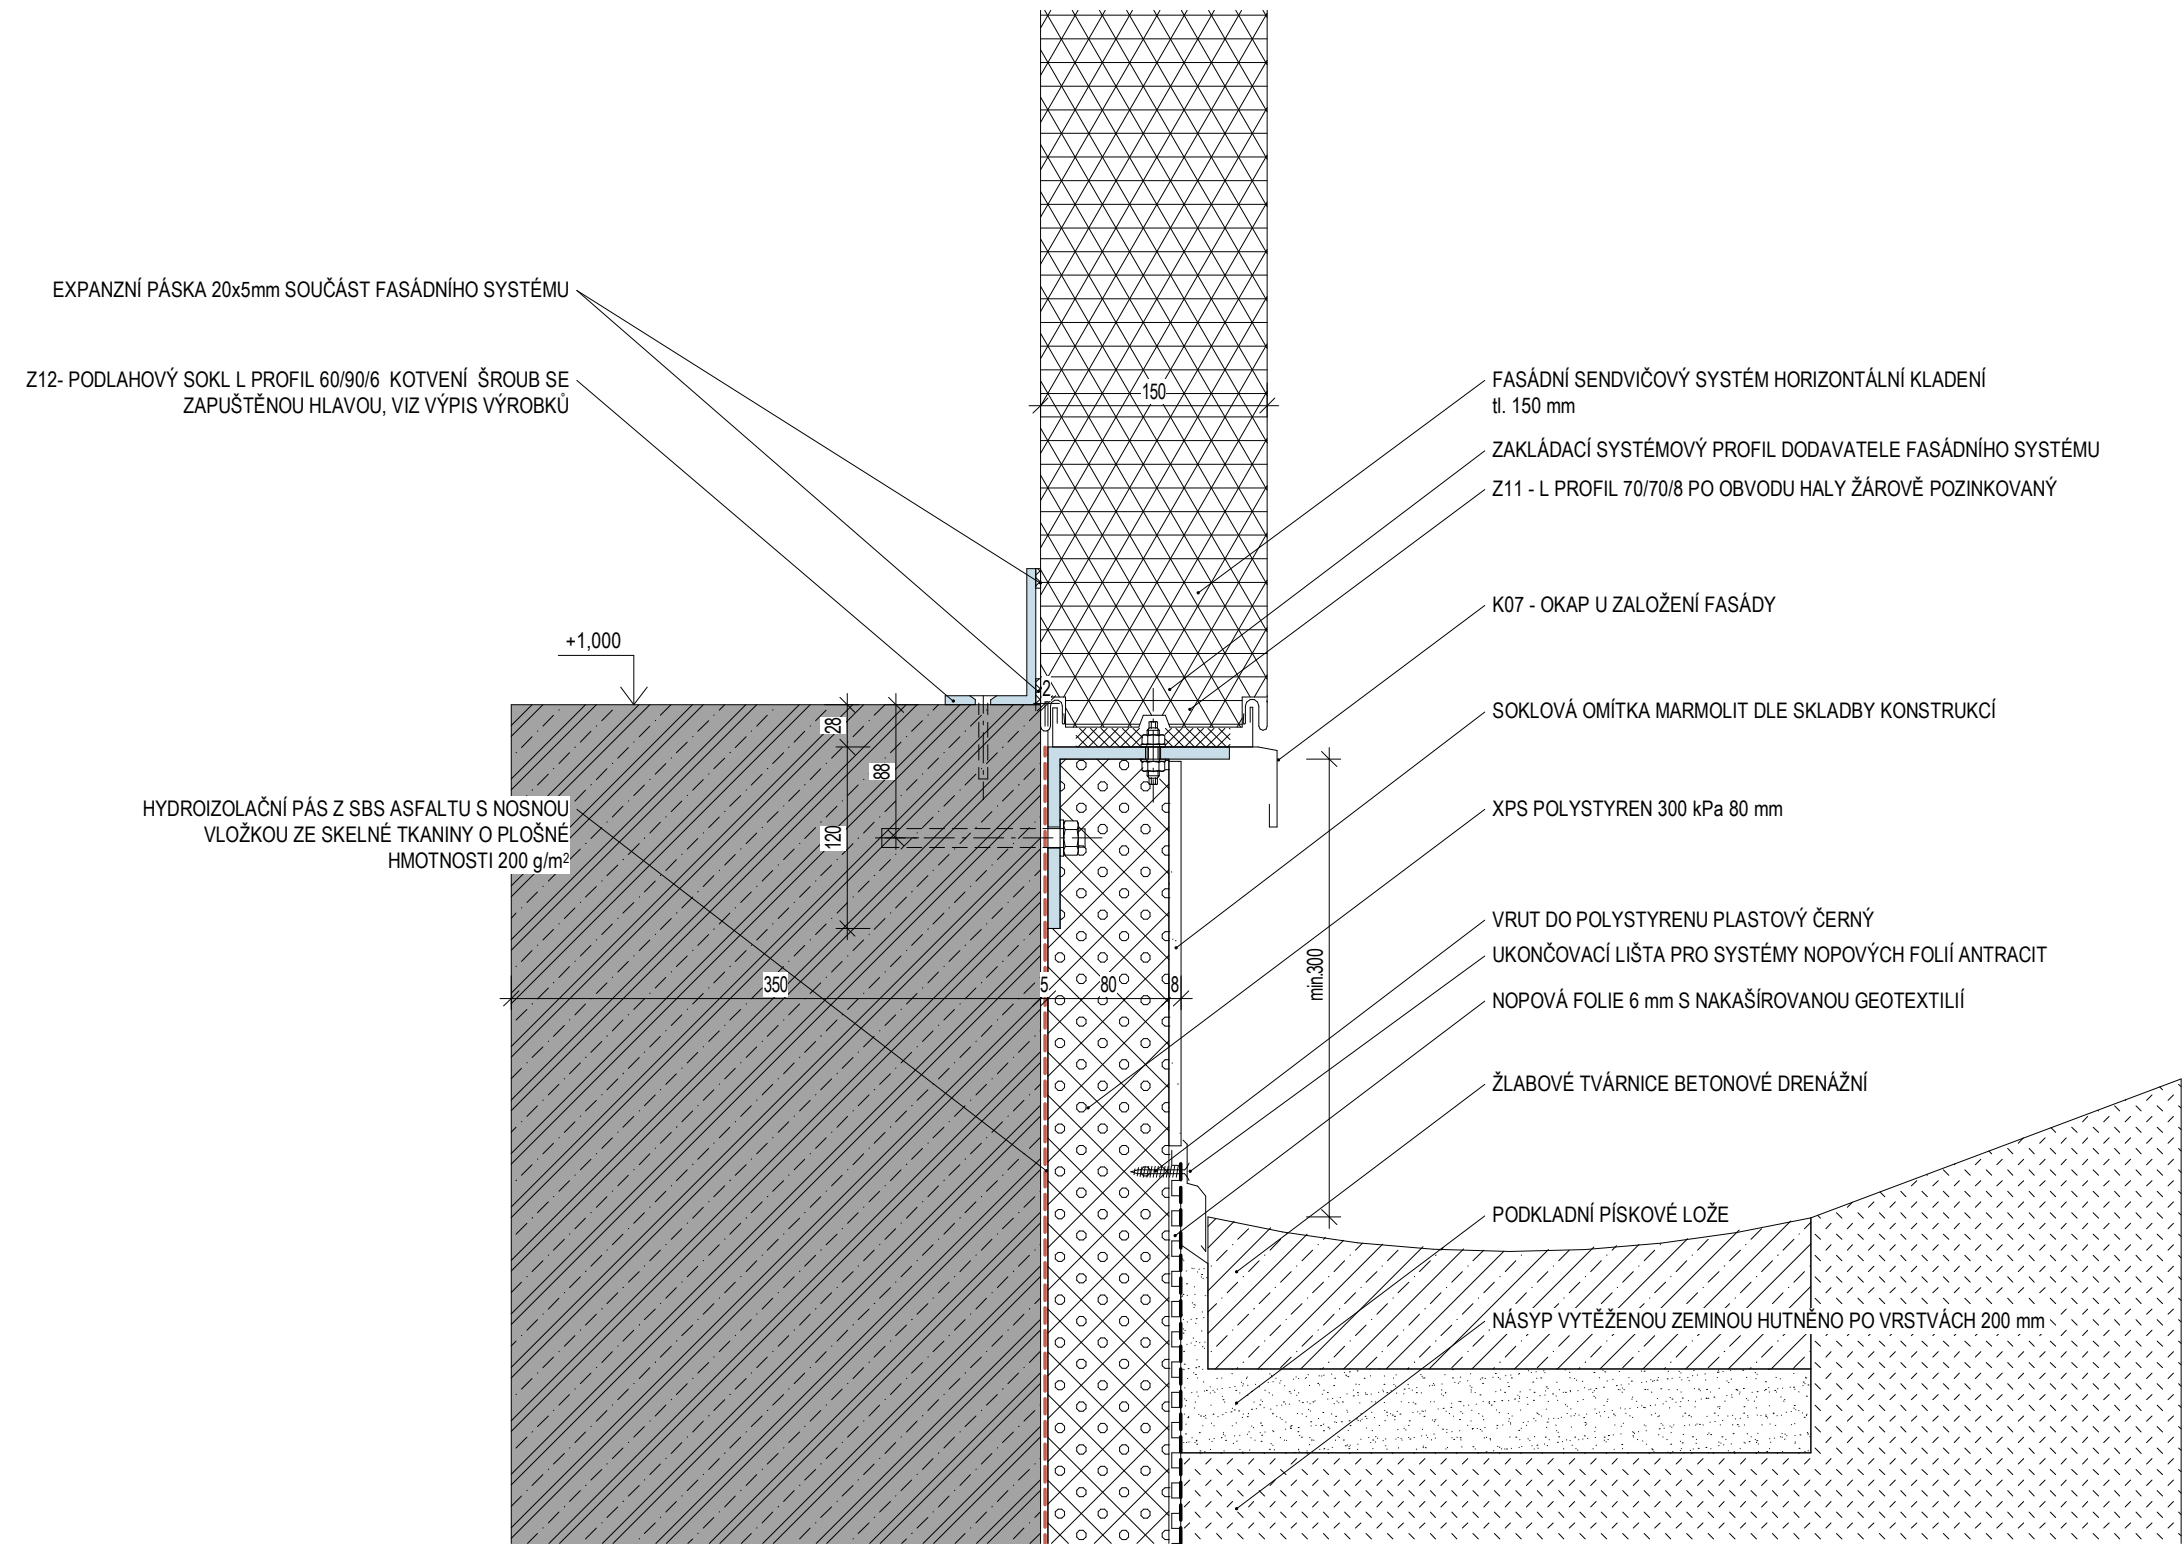 EXPANZNÍ PÁSKA 20x5mm SOUČÁST FASÁDNÍHO SYSTÉMU
Z12- PODLAHOVÝ SOKL L PROFIL 60/90/6 KOTVENÍ ŠROUB SE
ZAPUŠTĚNOU HLAVOU, VIZ VÝPIS VÝROBKŮ
+1,000
HYDROIZOLAČNÍ PÁS Z SBS ASFALTU S NOSNOU
VLOŽKOU ZE SKELNÉ TKANINY O PLOŠNÉ
HMOTNOSTI 200 g/m²
150
2
28
88
120
350
5
80
8
min.300
FASÁDNÍ SENDVIČOVÝ SYSTÉM HORIZONTÁLNÍ KLADENÍ
tl. 150 mm
ZAKLÁDACÍ SYSTÉMOVÝ PROFIL DODAVATELE FASÁDNÍHO SYSTÉMU
Z11 - L PROFIL 70/70/8 PO OBVODU HALY ŽÁROVĚ POZINKOVANÝ
K07 - OKAP U ZALOŽENÍ FASÁDY
SOKLOVÁ OMÍTKA MARMOLIT DLE SKLADBY KONSTRUKCÍ
XPS POLYSTYREN 300 kPa 80 mm
VRUT DO POLYSTYRENU PLASTOVÝ ČERNÝ
UKONČOVACÍ LIŠTA PRO SYSTÉMY NOPOVÝCH FOLIÍ ANTRACIT
NOPOVÁ FOLIE 6 mm S NAKAŠÍROVANOU GEOTEXTILIÍ
ŽLABOVÉ TVÁRNICE BETONOVÉ DRENÁŽNÍ
PODKLADNÍ PÍSKOVÉ LOŽE
NÁSYP VYTĚŽENOU ZEMINOU HUTNĚNO PO VRSTVÁCH 200 mm